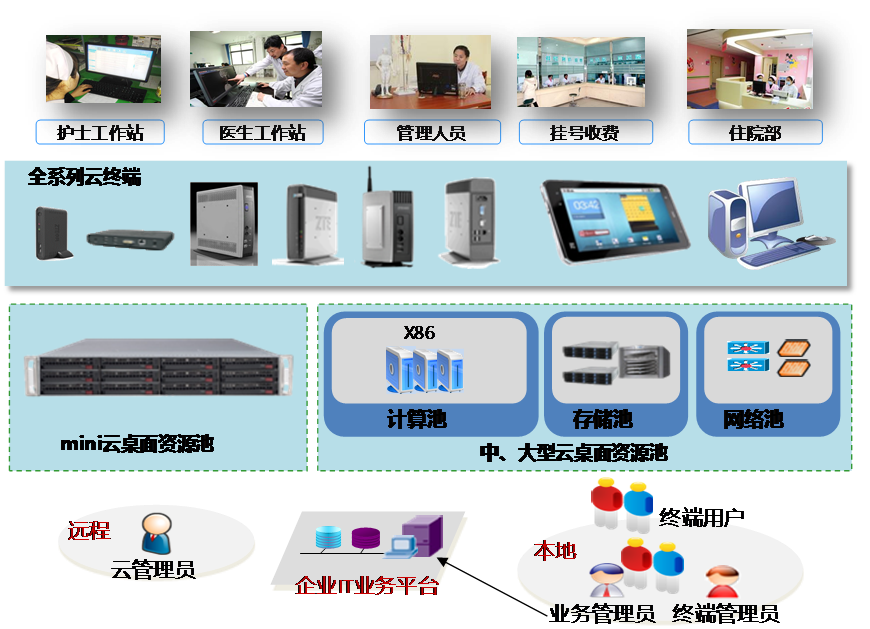 护士工作站
医生工作站
管理人员
挂号收费
住院部
全系列云终端
ZTE
ZTE
03:42
X86
计算池
存储池
网络池
mini云桌面资源池
中、大型云桌面资源池
远程
云管理员
企业IT业务平台
终端用户
本地
业务管理员
终端管理员